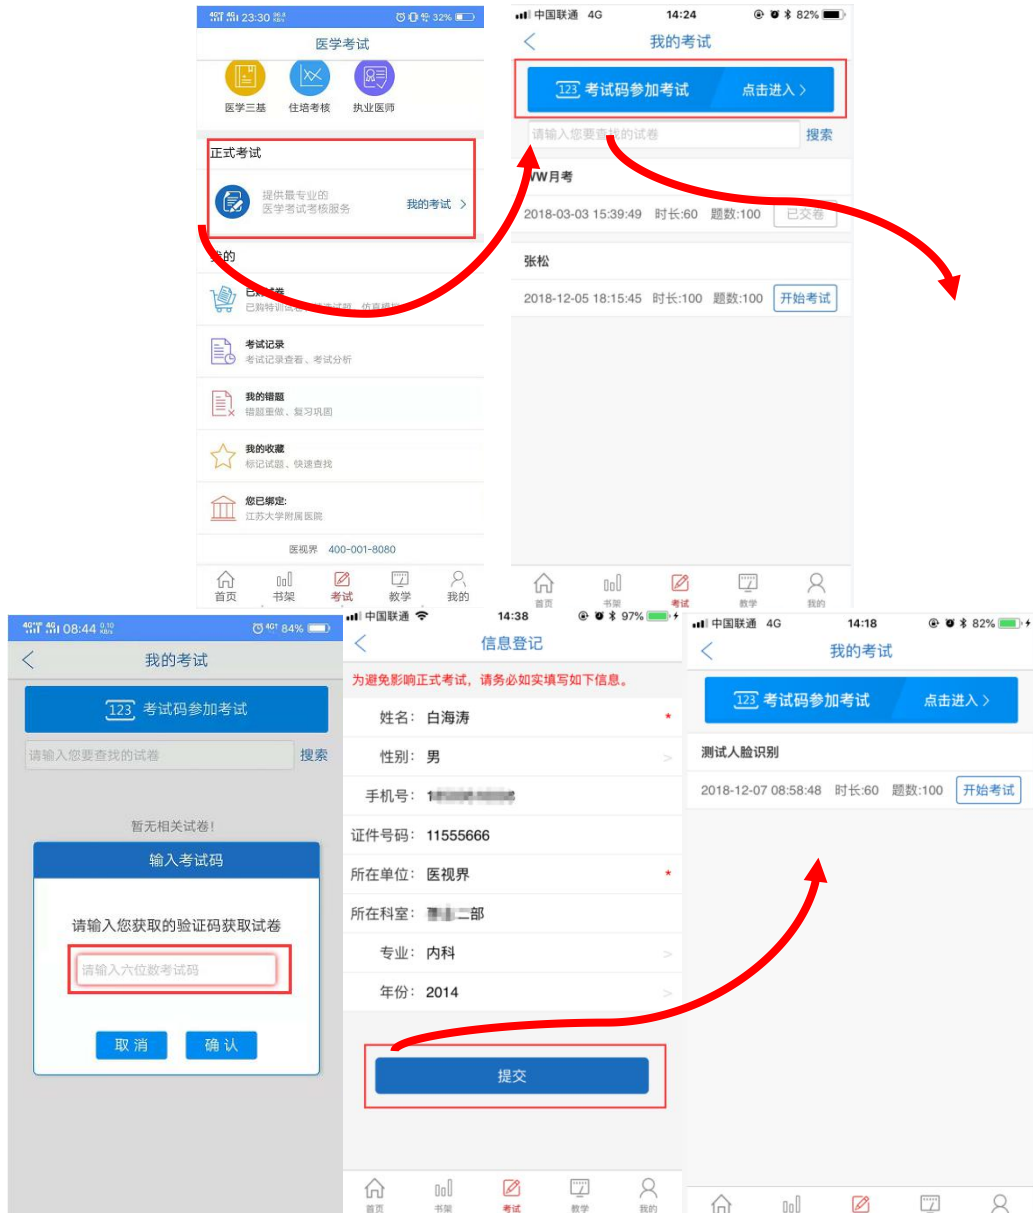 23:30
32%
医学考试
医学三基
住培考核
执业医师
正式考试
提供最专业的
医学考试考核服务
我的考试 >
我的
已购特训试
考试记录
考试记录查看、考试分析
我的错题
错题重做、复习巩固
我的收藏
标记试题、快速查找
您已绑定:
江苏大学附属医院
医视界 400-001-8080
首页
书架
考试
教学
我的
中国联通 4G
14:24
82%
我的考试
123 考试码参加考试
点击进入 >
请输入您要查找的试卷
搜索
VW月考
2018-03-03 15:39:49 时长:60 题数:100 已交卷
张松
2018-12-05 18:15:45 时长:100 题数:100 开始考试
首页
书架
考试
教学
我的
08:44
84%
我的考试
123 考试码参加考试
请输入您要查找的试卷
搜索
暂无相关试卷!
输入考试码
请输入您获取的验证码获取试卷
请输入六位数考试码
取 消
确 认
中国联通
14:38
97%
信息登记
为避免影响正式考试，请务必如实填写如下信息。
姓名: 白海涛 *
性别: 男 >
手机号:
证件号码: 11555666
所在单位: 医视界 *
所在科室: 二部
专业: 内科 >
年份: 2014 >
提交
首页
书架
考试
教学
我的
中国联通 4G
14:18
82%
我的考试
123 考试码参加考试
点击进入 >
测试人脸识别
2018-12-07 08:58:48 时长:60 题数:100 开始考试